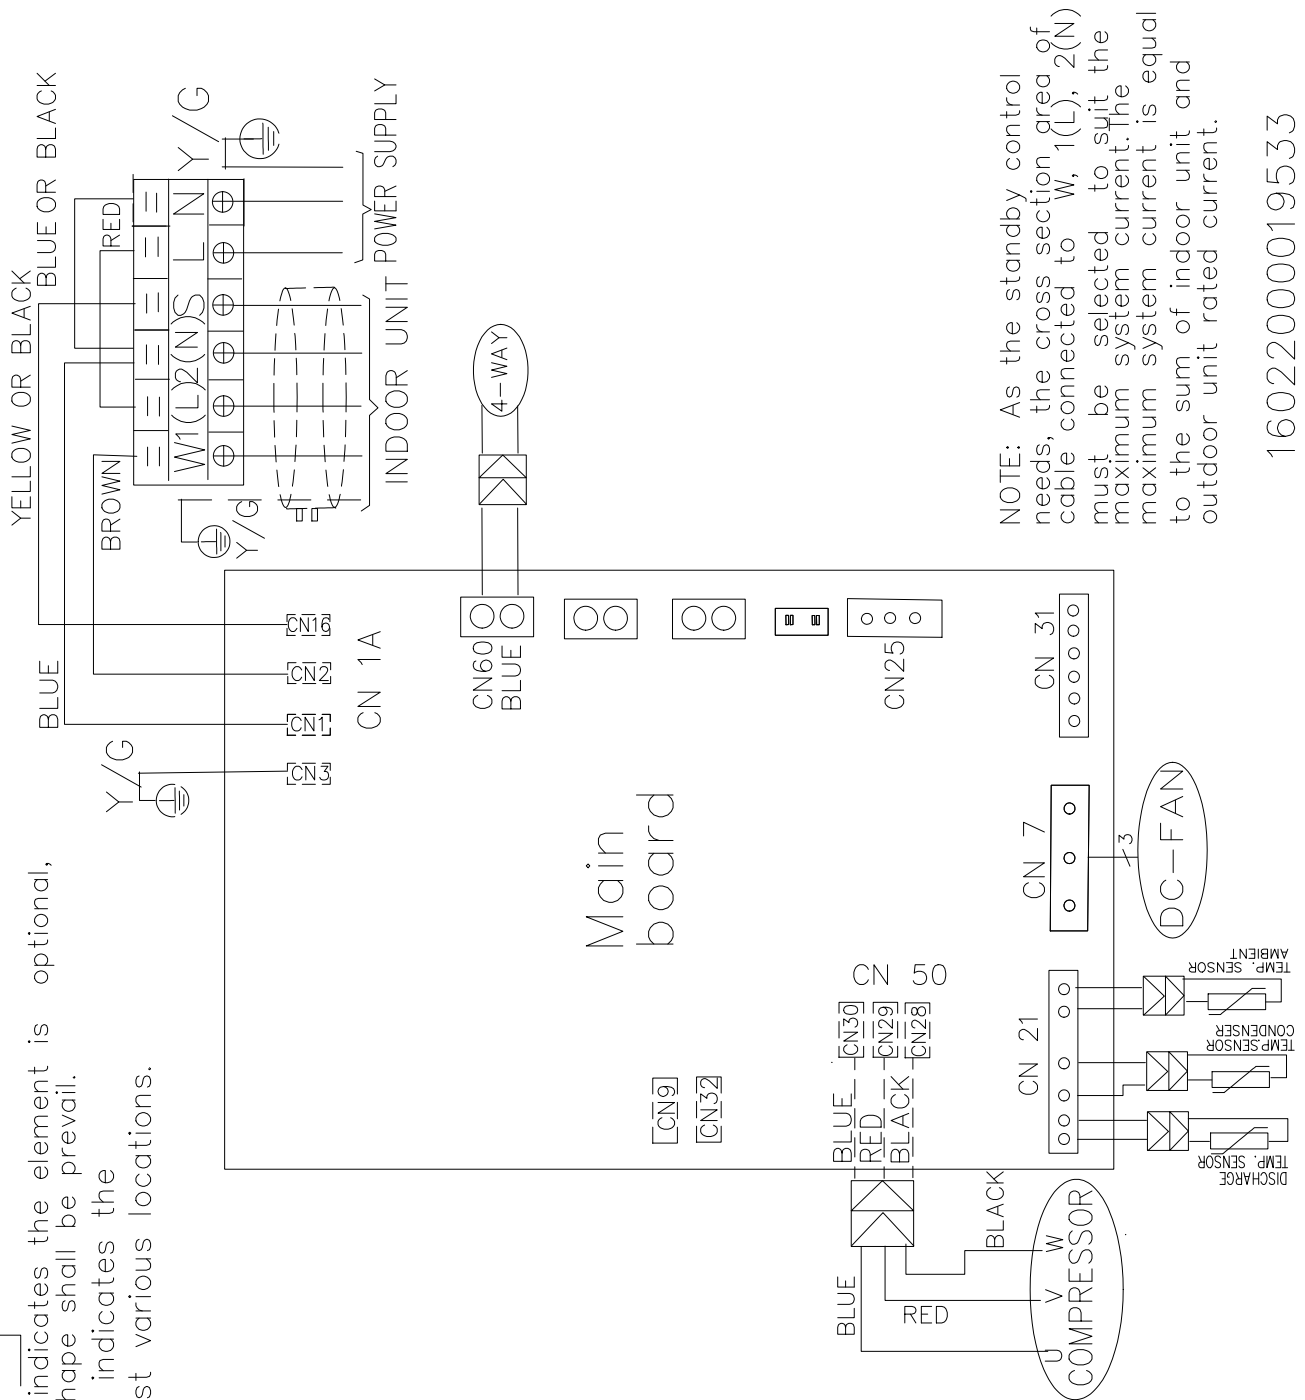 indicates the element is optional,
hape shall be prevail.
indicates the
st various locations.
YELLOW OR BLACK
BLUE OR BLACK
BLUE
BROWN
RED
Y/G
W 1(L) 2(N) S L N
Y/G
Y/G
INDOOR UNIT
POWER SUPPLY
CN3
CN1
CN2
CN16
CN 1A
4-WAY
CN60
BLUE
CN25
CN 31
Main
board
CN 7
3
DC-FAN
CN9
CN32
CN 50
CN30
CN29
CN28
BLUE
RED
BLACK
CN 21
BLUE
RED
BLACK
U V W
COMPRESSOR
DISCHARGE
TEMP. SENSOR
CONDENSER
TEMP.SENSOR
AMBIENT
TEMP. SENSOR
NOTE: As the standby control
needs, the cross section area of
cable connected to W, 1(L), 2(N)
must be selected to suit the
maximum system current.The
maximum system current is equal
to the sum of indoor unit and
outdoor unit rated current.
16022000019533